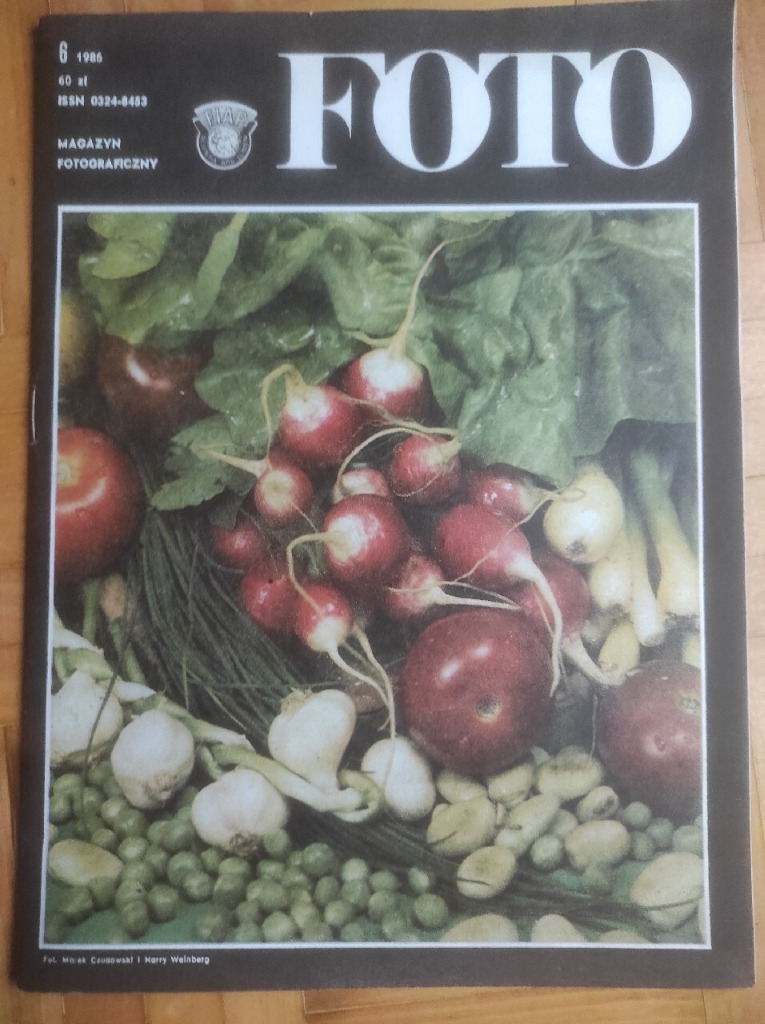 6 1986
60 zł
ISSN 0324-8453
MAGAZYN
FOTOGRAFICZNY
FIAP
FOTO
Fot. Marek Czudowski i Harry Weinberg